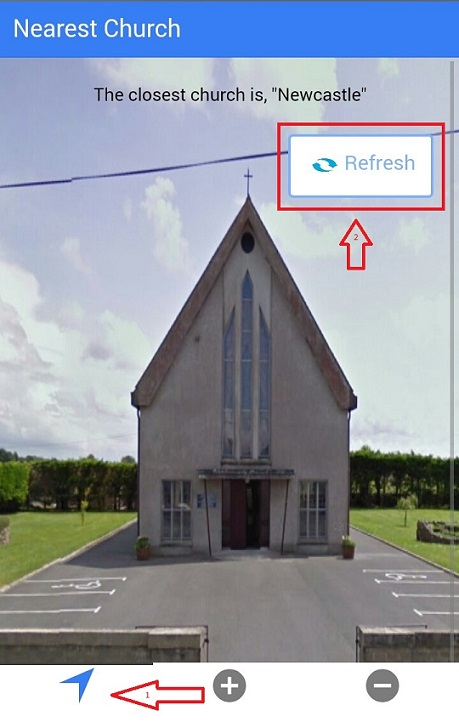 Nearest Church
The closest church is, "Newcastle"
Refresh
2
1